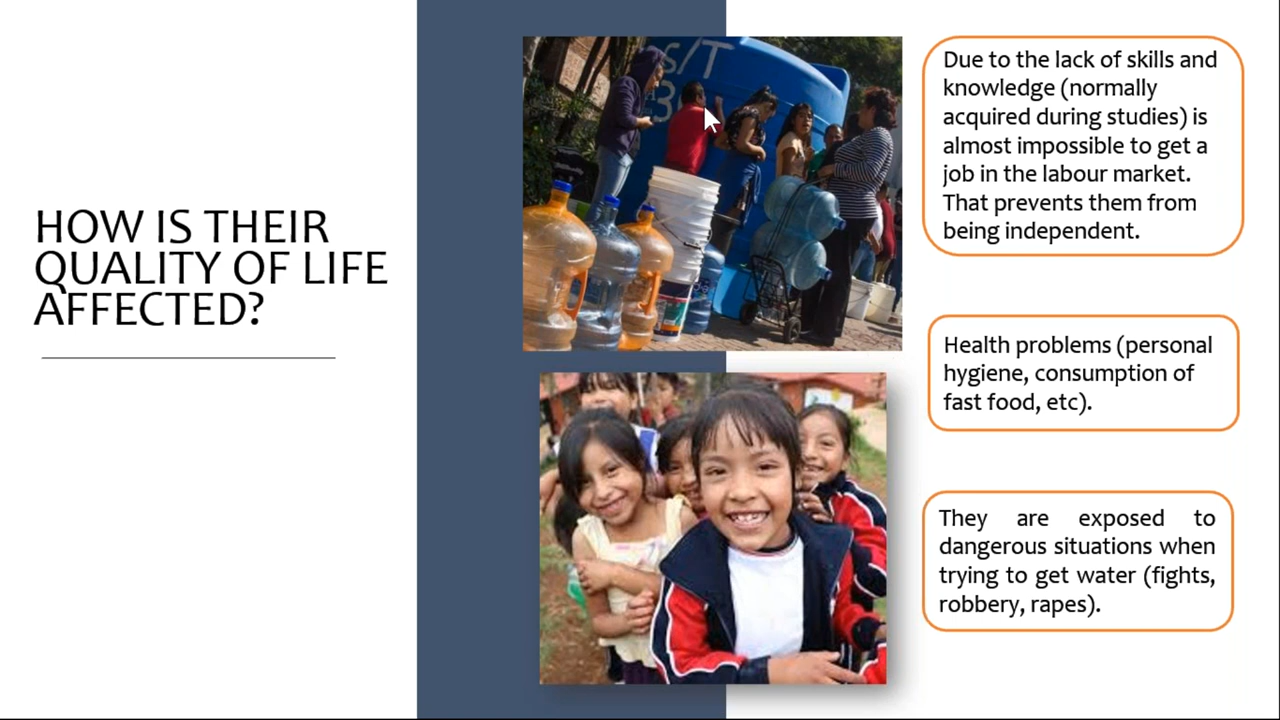 HOW IS THEIR
QUALITY OF LIFE
AFFECTED?
S/T
Due to the lack of skills and
knowledge (normally
acquired during studies) is
almost impossible to get a
job in the labour market.
That prevents them from
being independent.
Health problems (personal
hygiene, consumption of
fast food, etc).
They are exposed to
dangerous situations when
trying to get water (fights,
robbery, rapes).